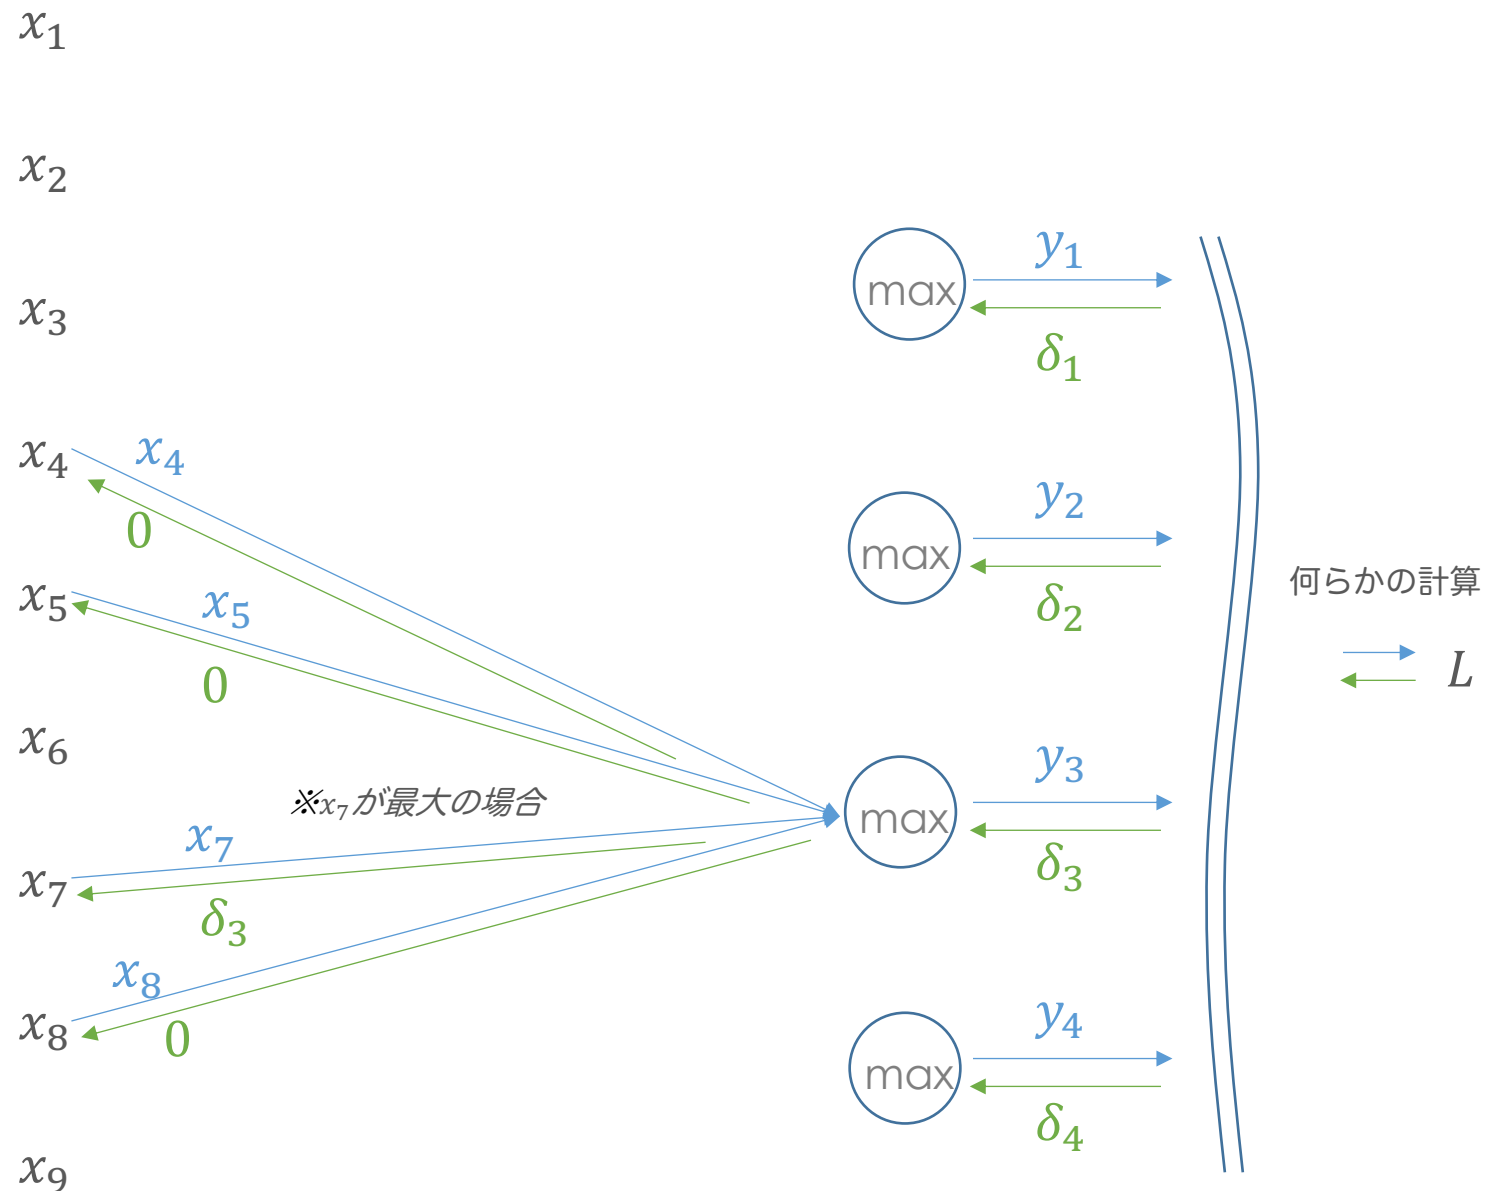 x₁
x₂
x₃
x₄
x₅
x₆
x₇
x₈
x₉
x₄
0
x₅
0
※x₇が最大の場合
x₇
δ₃
x₈
0
max
y₁
δ₁
max
y₂
δ₂
max
y₃
δ₃
max
y₄
δ₄
何らかの計算
L